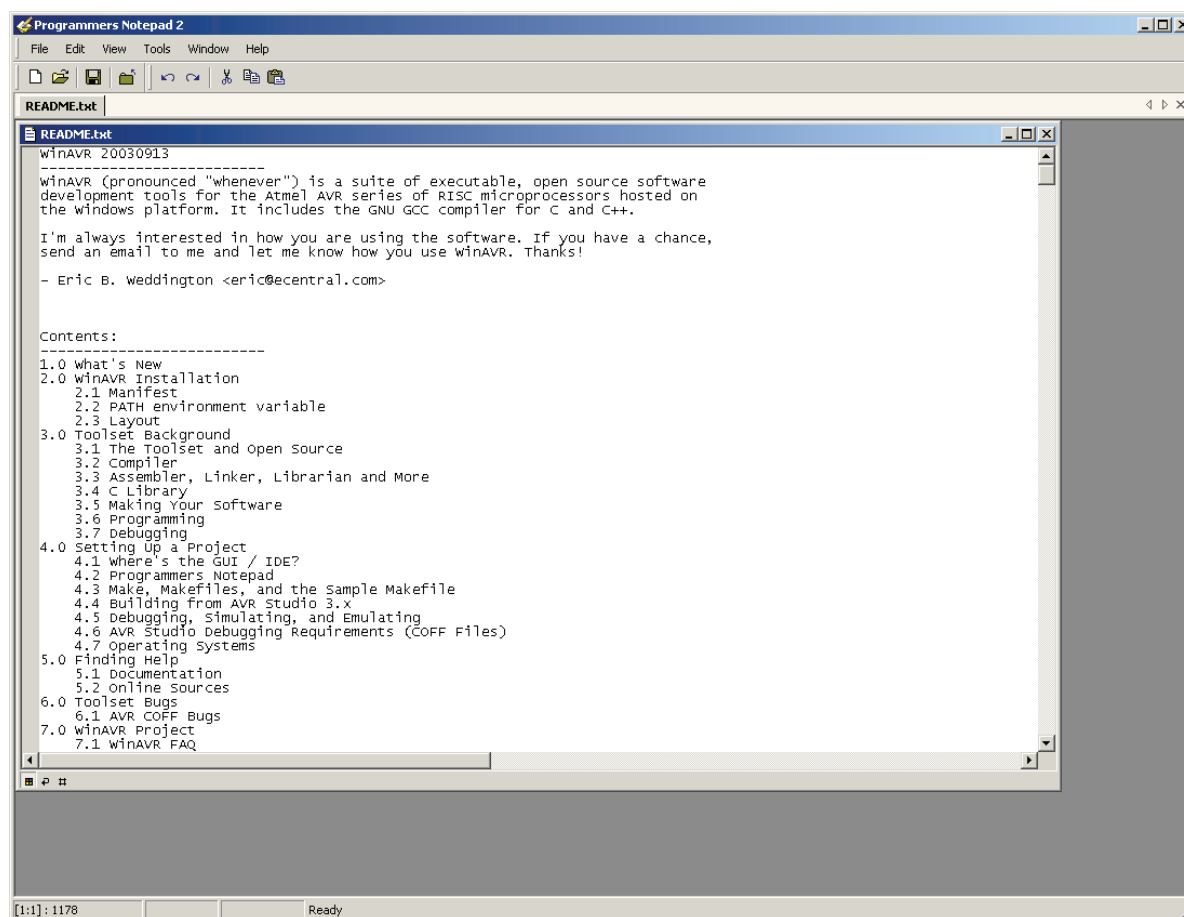 Programmers Notepad 2
File Edit View Tools Window Help
README.txt
README.txt
WinAVR 20030913
--------------------------
WinAVR (pronounced "whenever") is a suite of executable, open source software
development tools for the Atmel AVR series of RISC microprocessors hosted on
the Windows platform. It includes the GNU GCC compiler for C and C++.
I'm always interested in how you are using the software. If you have a chance,
send an email to me and let me know how you use WinAVR. Thanks!
- Eric B. Weddington <eric@ecentral.com>
Contents:
--------------------------
1.0 What's New
2.0 WinAVR Installation
2.1 Manifest
2.2 PATH environment variable
2.3 Layout
3.0 Toolset Background
3.1 The Toolset and Open Source
3.2 Compiler
3.3 Assembler, Linker, Librarian and More
3.4 C Library
3.5 Making Your Software
3.6 Programming
3.7 Debugging
4.0 Setting Up a Project
4.1 Where's the GUI / IDE?
4.2 Programmers Notepad
4.3 Make, Makefiles, and the Sample Makefile
4.4 Building from AVR Studio 3.x
4.5 Debugging, Simulating, and Emulating
4.6 AVR Studio Debugging Requirements (COFF Files)
4.7 Operating Systems
5.0 Finding Help
5.1 Documentation
5.2 Online Sources
6.0 Toolset Bugs
6.1 AVR COFF Bugs
7.0 WinAVR Project
7.1 WinAVR FAQ
[1:1] : 1178 Ready